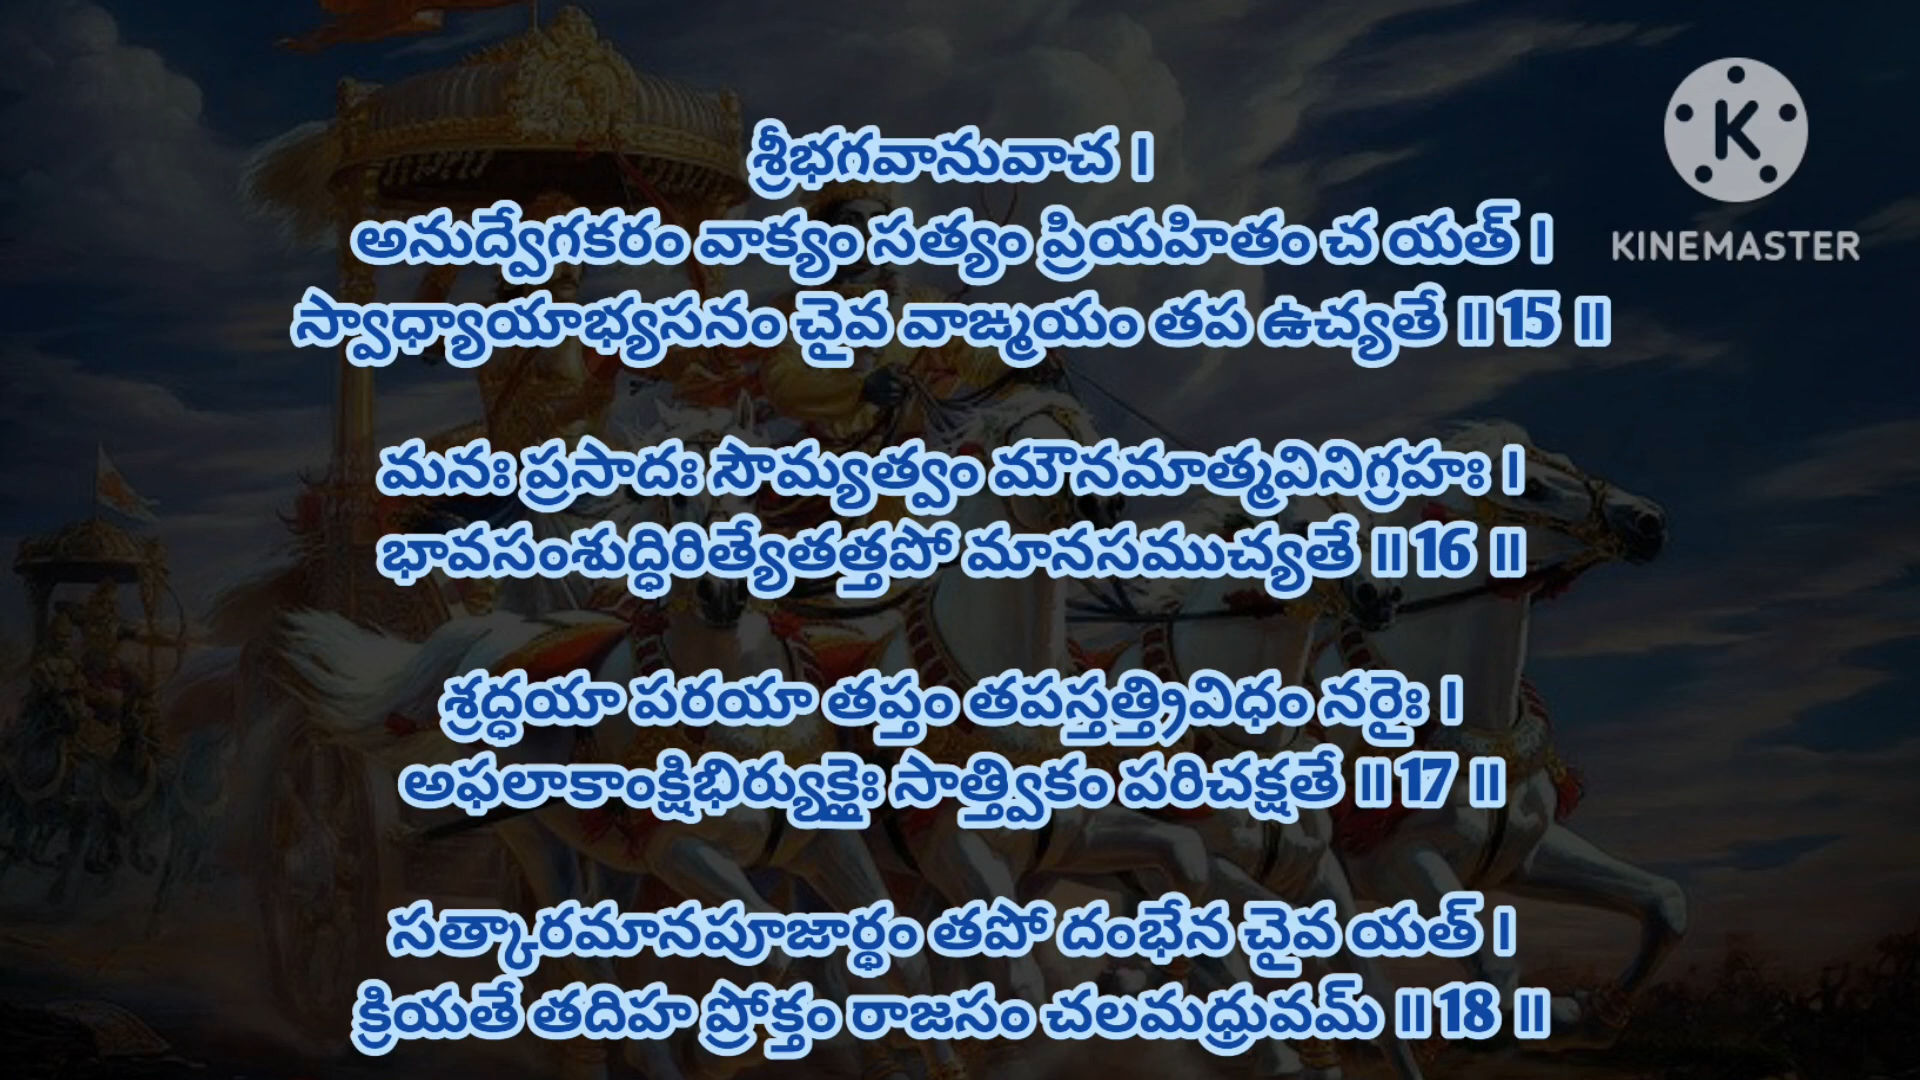 శ్రీభగవానువాచ ।
అనుద్వేగకరం వాక్యం సత్యం ప్రియహితం చ యత్ ।
స్వాధ్యాయాభ్యసనం చైవ వాఙ్మయం తప ఉచ్యతే ॥ 15 ॥
మనః ప్రసాదః సౌమ్యత్వం మౌనమాత్మవినిగ్రహః ।
భావసంశుద్ధిరిత్యేతత్తపో మానసముచ్యతే ॥ 16 ॥
శ్రద్ధయా పరయా తప్తం తపస్తత్త్రివిధం నరైః ।
అఫలాకాంక్షిభిర్యుక్తైః సాత్త్వికం పరిచక్షతే ॥ 17 ॥
సత్కారమానపూజార్థం తపో దంభేన చైవ యత్ ।
క్రియతే తదిహ ప్రోక్తం రాజసం చలమధ్రువమ్ ॥ 18 ॥
K
KINEMASTER